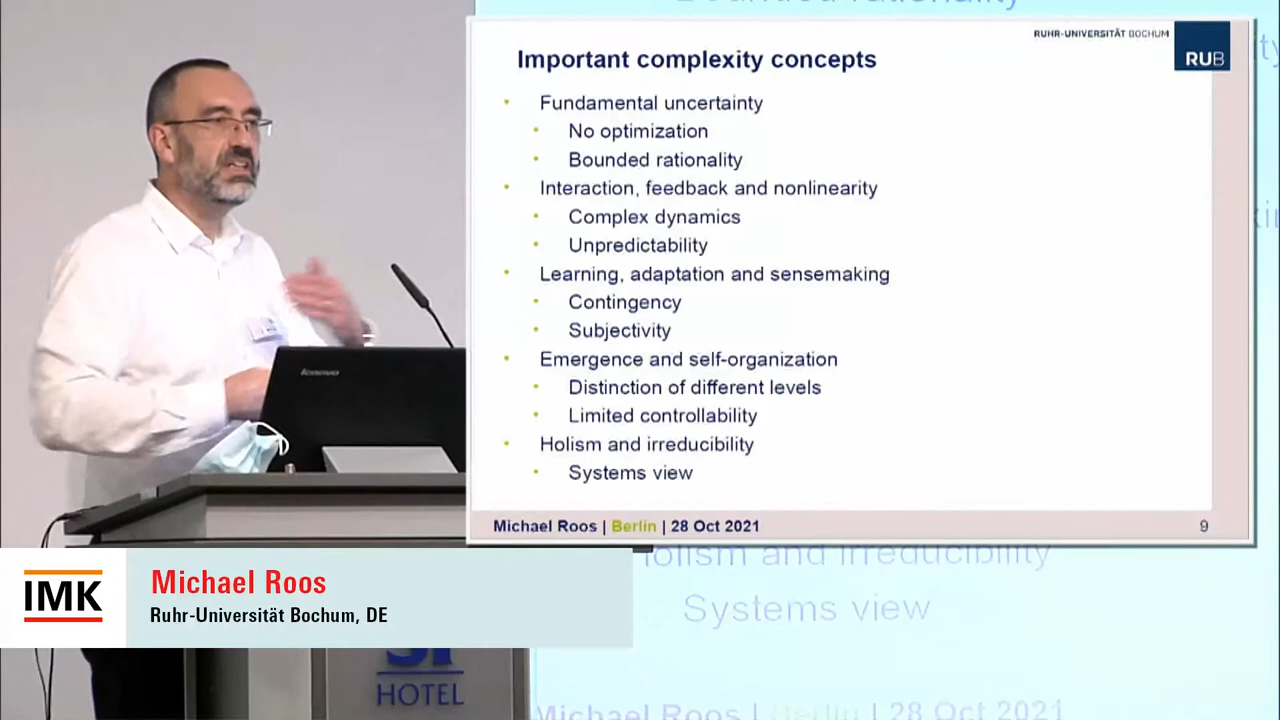 RUHR-UNIVERSITÄT BOCHUM
RUB
Important complexity concepts
Fundamental uncertainty
No optimization
Bounded rationality
Interaction, feedback and nonlinearity
Complex dynamics
Unpredictability
Learning, adaptation and sensemaking
Contingency
Subjectivity
Emergence and self-organization
Distinction of different levels
Limited controllability
Holism and irreducibility
Systems view
Michael Roos | Berlin | 28 Oct 2021
9
lenovo
IMK
Michael Roos
Ruhr-Universität Bochum, DE
HOTEL
and irreducibility
Systems view
Michael Roos | Berlin | 28 Oct 2021